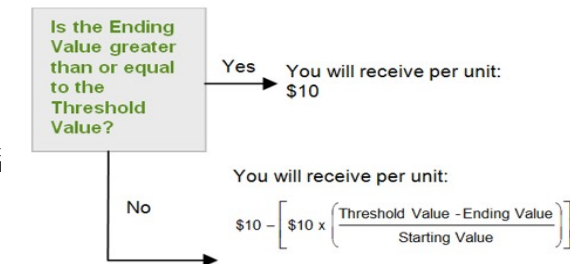 Is the Ending
Value greater
than or equal
to the
Threshold
Value?
Yes
You will receive per unit:
$10
No
You will receive per unit:
$10 – [ $10 x ( Threshold Value - Ending Value
Starting Value ) ]